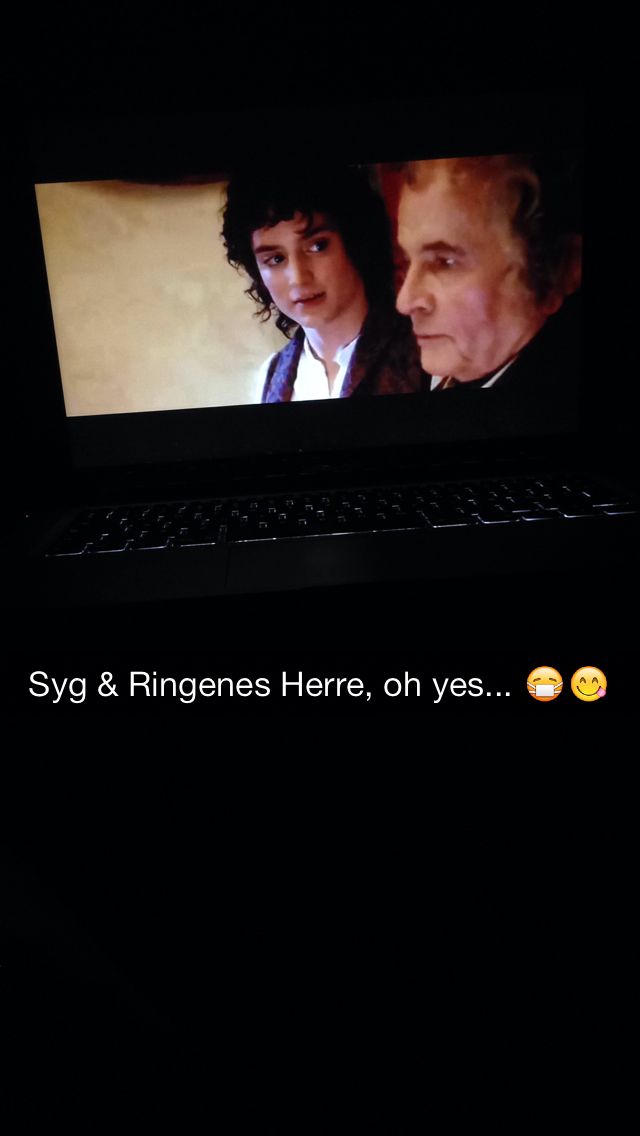 Syg & Ringenes Herre, oh yes... 😷😋